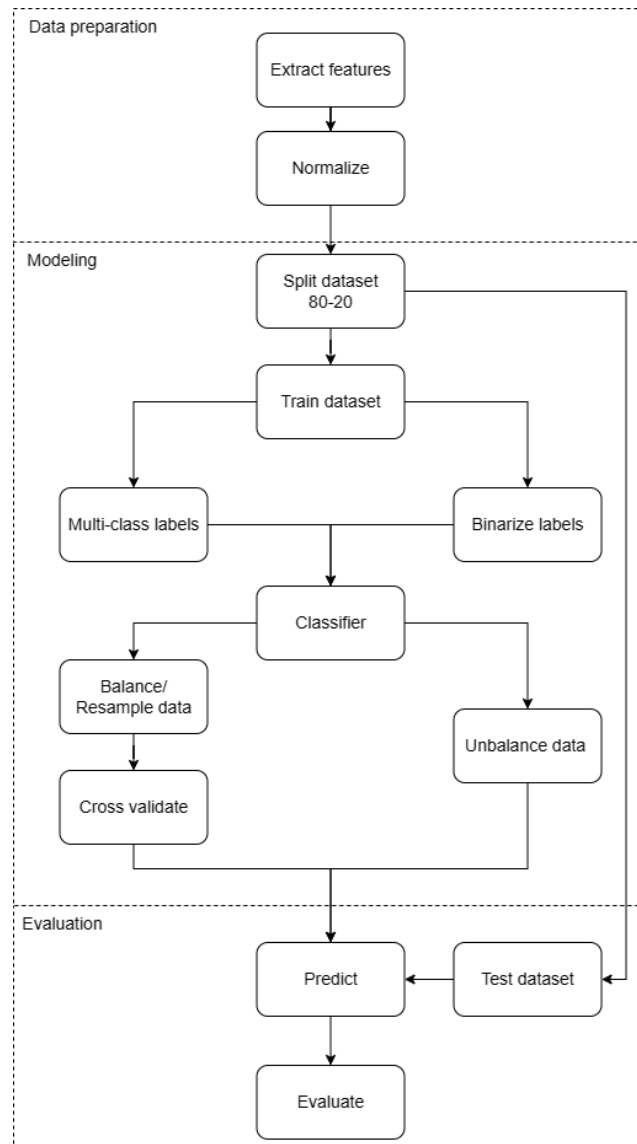 Data preparation
Extract features
Normalize
Modeling
Split dataset
80-20
Train dataset
Multi-class labels
Binarize labels
Classifier
Balance/
Resample data
Unbalance data
Cross validate
Evaluation
Predict
Test dataset
Evaluate